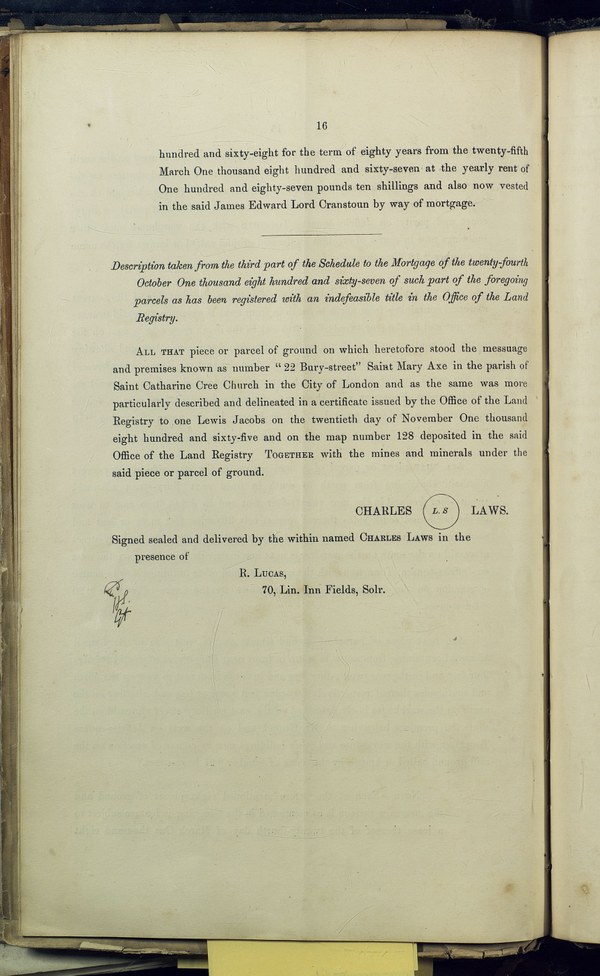 16
hundred and sixty-eight for the term of eighty years from the twenty-fifth
March One thousand eight hundred and sixty-seven at the yearly rent of
One hundred and eighty-seven pounds ten shillings and also now vested
in the said James Edward Lord Cranstoun by way of mortgage.
Description taken from the third part of the Schedule to the Mortgage of the twenty-fourth
October One thousand eight hundred and sixty-seven of such part of the foregoing
parcels as has been registered with an indefeasible title in the Office of the Land
Registry.
ALL THAT piece or parcel of ground on which heretofore stood the messuage
and premises known as number “22 Bury-street” Saint Mary Axe in the parish of
Saint Catharine Cree Church in the City of London and as the same was more
particularly described and delineated in a certificate issued by the Office of the Land
Registry to one Lewis Jacobs on the twentieth day of November One thousand
eight hundred and sixty-five and on the map number 128 deposited in the said
Office of the Land Registry TOGETHER with the mines and minerals under the
said piece or parcel of ground.
CHARLES L. S LAWS.
Signed sealed and delivered by the within named CHARLES LAWS in the
presence of
R. LUCAS,
70, Lin. Inn Fields, Solr.